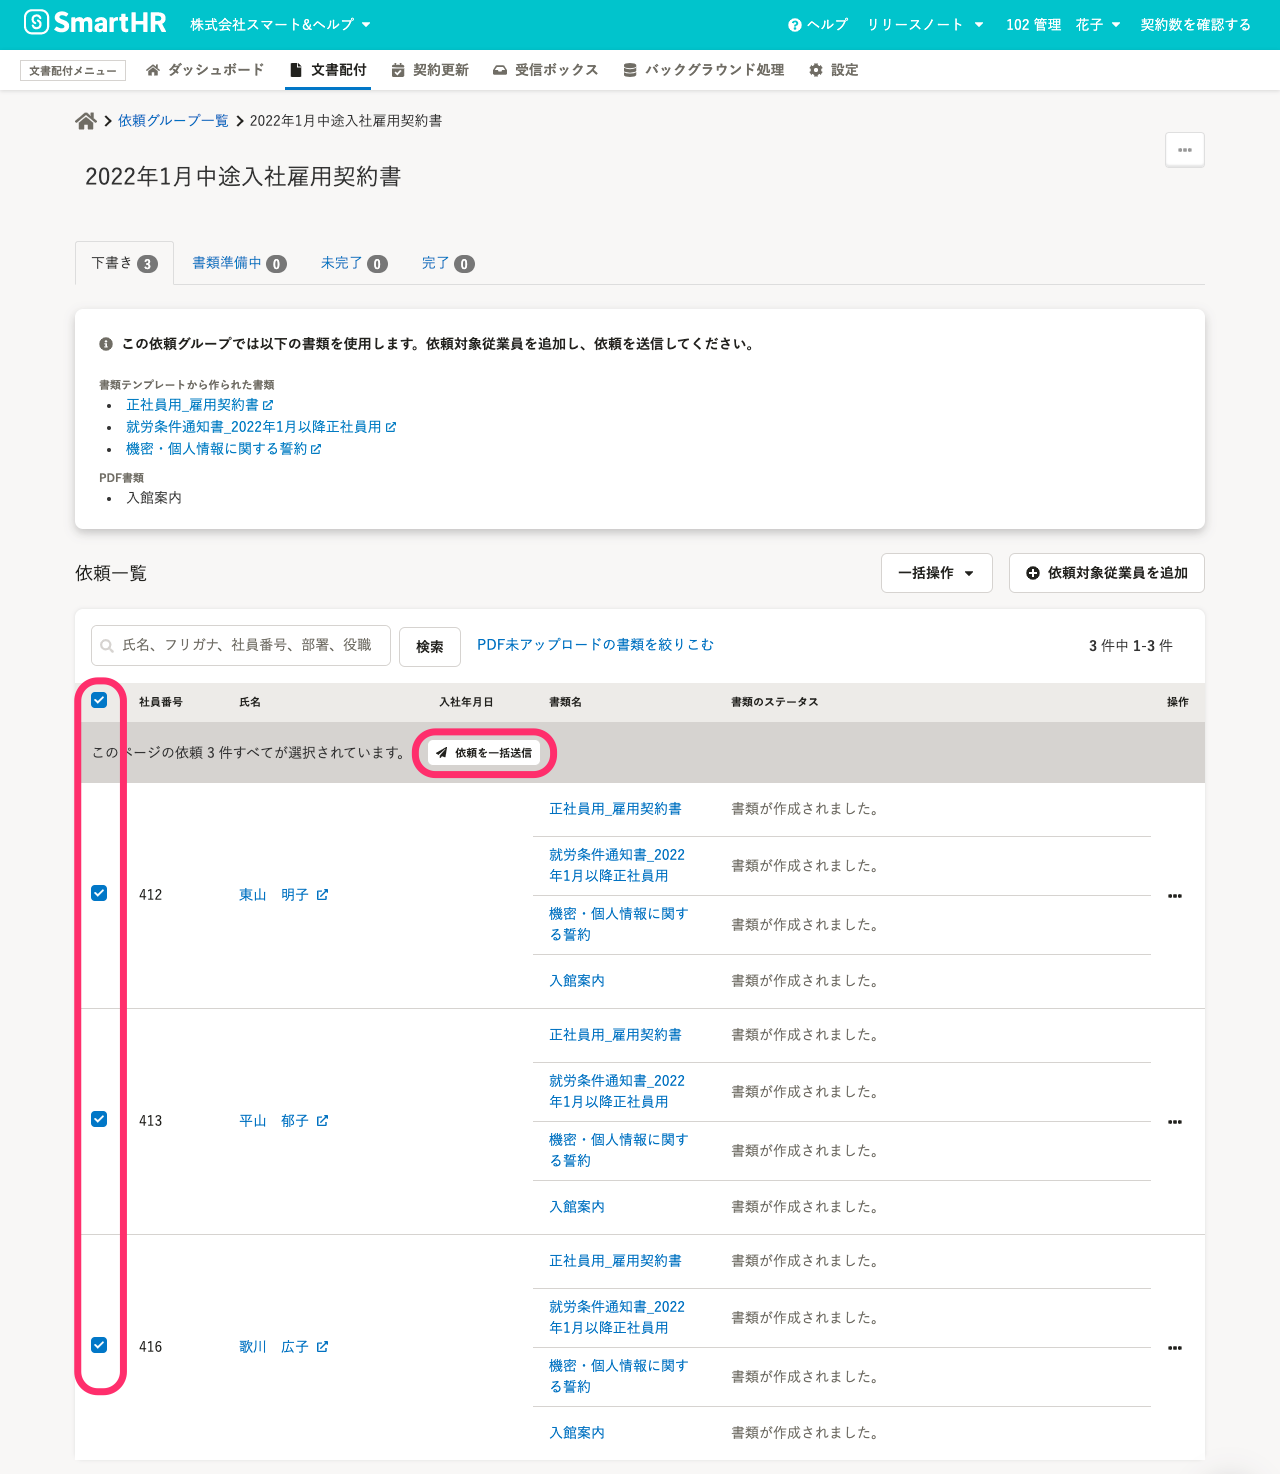 SmartHR 株式会社スマート&ヘルプ ヘルプ リリースノート 102 管理 花子 契約数を確認する
文書配付メニュー ダッシュボード 文書配付 契約更新 受信ボックス バックグラウンド処理 設定
依頼グループ一覧 2022年1月中途入社雇用契約書
2022年1月中途入社雇用契約書
下書き 3 書類準備中 0 未完了 0 完了 0
この依頼グループでは以下の書類を使用します。依頼対象従業員を追加し、依頼を送信してください。
書類テンプレートから作られた書類
正社員用_雇用契約書
就労条件通知書_2022年1月以降正社員用
機密・個人情報に関する誓約
PDF書類
入館案内
依頼一覧 一括操作 依頼対象従業員を追加
氏名、フリガナ、社員番号、部署、役職 検索 PDF未アップロードの書類を絞りこむ 3 件中 1-3 件
社員番号 氏名 入社年月日 書類名 書類のステータス 操作
このページの依頼 3 件すべてが選択されています。 依頼を一括送信
正社員用_雇用契約書 書類が作成されました。
就労条件通知書_2022
年1月以降正社員用 書類が作成されました。
412 東山 明子
機密・個人情報に関す
る誓約 書類が作成されました。
入館案内 書類が作成されました。
正社員用_雇用契約書 書類が作成されました。
就労条件通知書_2022
年1月以降正社員用 書類が作成されました。
413 平山 郁子
機密・個人情報に関す
る誓約 書類が作成されました。
入館案内 書類が作成されました。
正社員用_雇用契約書 書類が作成されました。
就労条件通知書_2022
年1月以降正社員用 書類が作成されました。
416 歌川 広子
機密・個人情報に関す
る誓約 書類が作成されました。
入館案内 書類が作成されました。